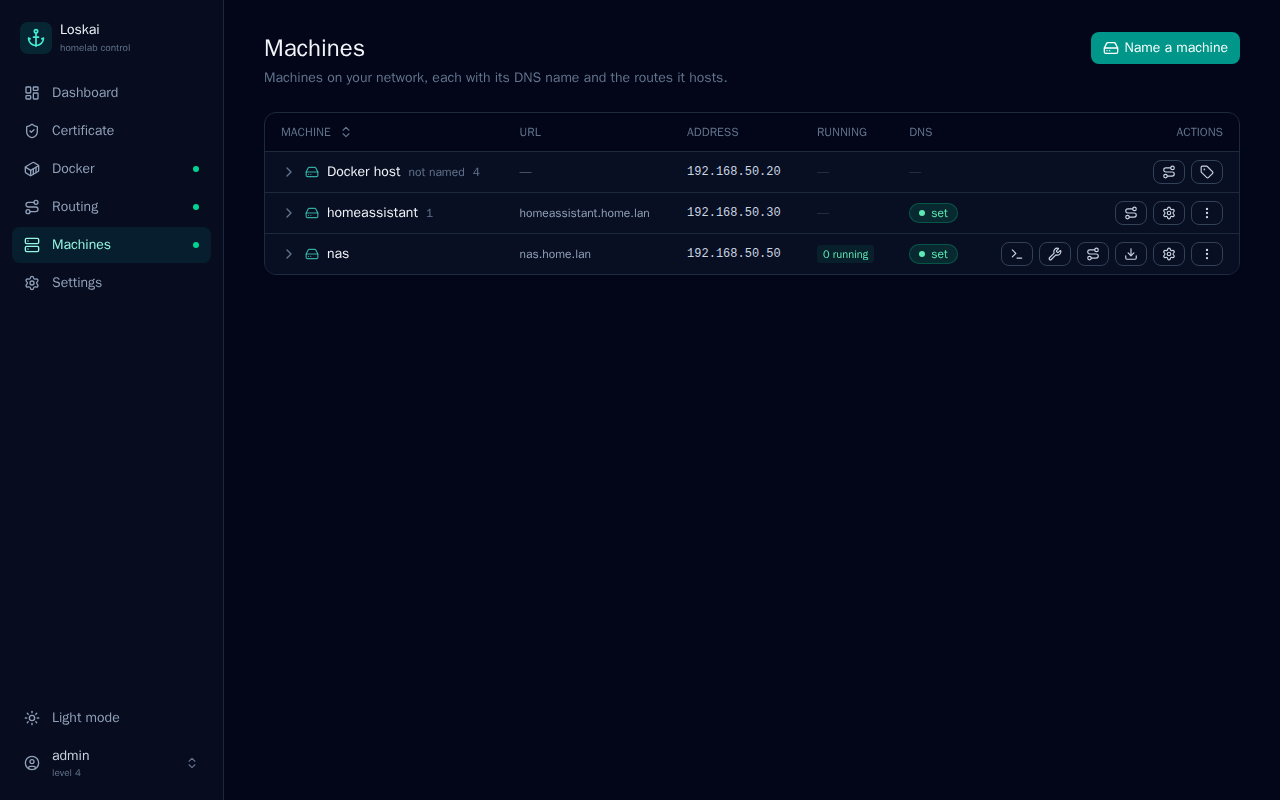 Loskai
homelab control
Dashboard
Certificate
Docker
Routing
Machines
Settings
Light mode
admin
level 4
Machines
Name a machine
Machines on your network, each with its DNS name and the routes it hosts.
MACHINE URL ADDRESS RUNNING DNS ACTIONS
Docker host not named 4 — 192.168.50.20 — —
homeassistant 1 homeassistant.home.lan 192.168.50.30 — set
nas nas.home.lan 192.168.50.50 0 running set